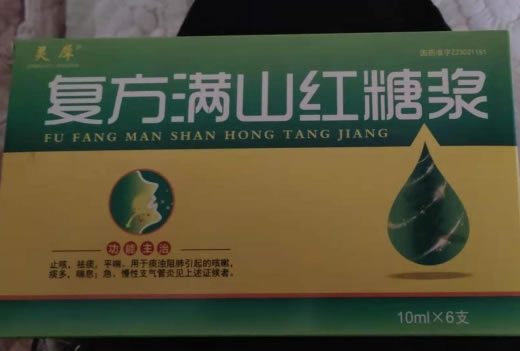 灵犀®
国药准字Z23021191
复方满山红糖浆
FU FANG MAN SHAN HONG TANG JIANG
功能主治
止咳、祛痰、平喘。用于痰浊阻肺引起的咳嗽,
痰多、喘息;急、慢性支气管炎见上述证候者。
10ml×6支